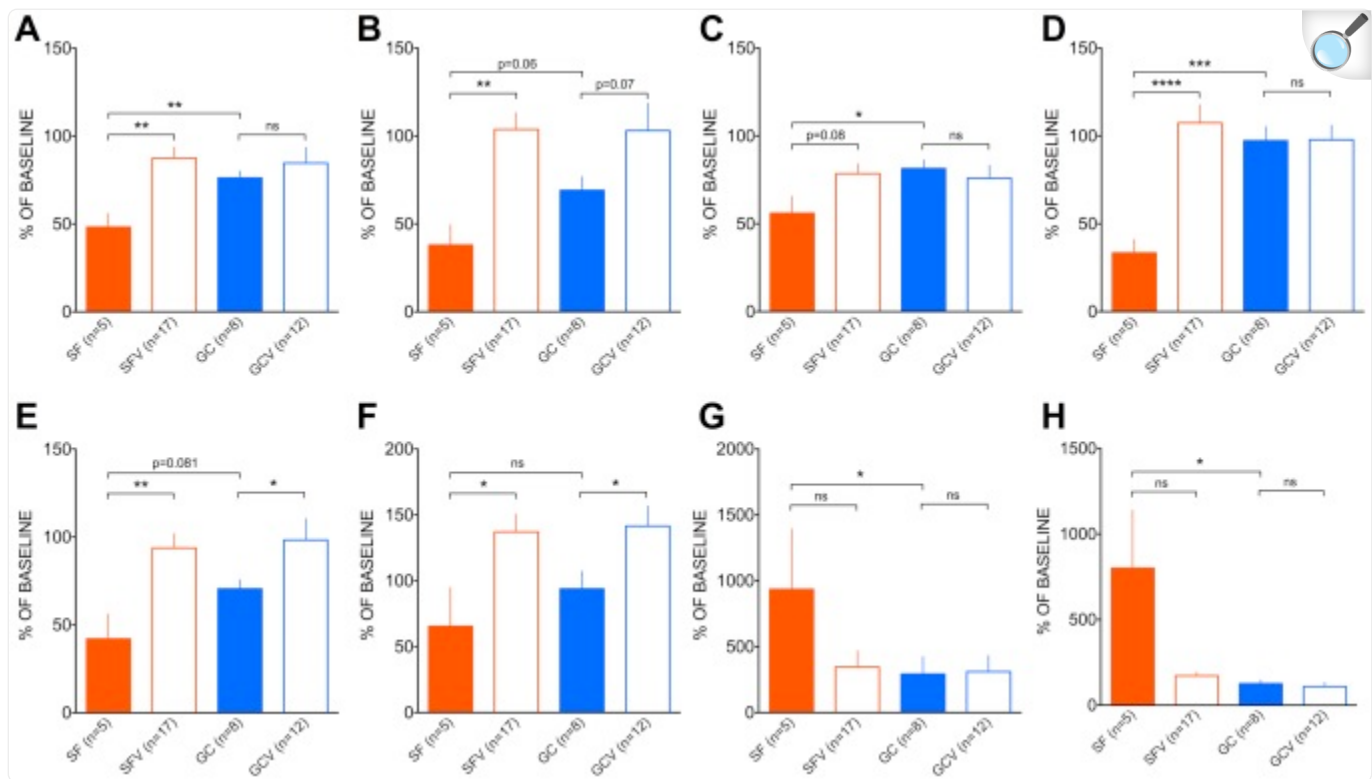 A
150
100
50
0
% OF BASELINE
**
**
ns
SF (n=5)
SFV (n=17)
GC (n=8)
GCV (n=12)
B
150
100
50
0
% OF BASELINE
p=0.06
**
p=0.07
SF (n=5)
SFV (n=17)
GC (n=8)
GCV (n=12)
C
150
100
50
0
% OF BASELINE
*
p=0.08
ns
SF (n=5)
SFV (n=17)
GC (n=8)
GCV (n=12)
D
150
100
50
0
% OF BASELINE
***
****
ns
SF (n=5)
SFV (n=17)
GC (n=8)
GCV (n=12)
E
150
100
50
0
% OF BASELINE
p=0.081
**
*
SF (n=5)
SFV (n=17)
GC (n=8)
GCV (n=12)
F
200
150
100
50
0
% OF BASELINE
ns
*
*
SF (n=5)
SFV (n=17)
GC (n=8)
GCV (n=12)
G
2000
1500
1000
500
0
% OF BASELINE
*
ns
ns
SF (n=5)
SFV (n=17)
GC (n=8)
GCV (n=12)
H
1500
1000
500
0
% OF BASELINE
*
ns
ns
SF (n=5)
SFV (n=17)
GC (n=8)
GCV (n=12)